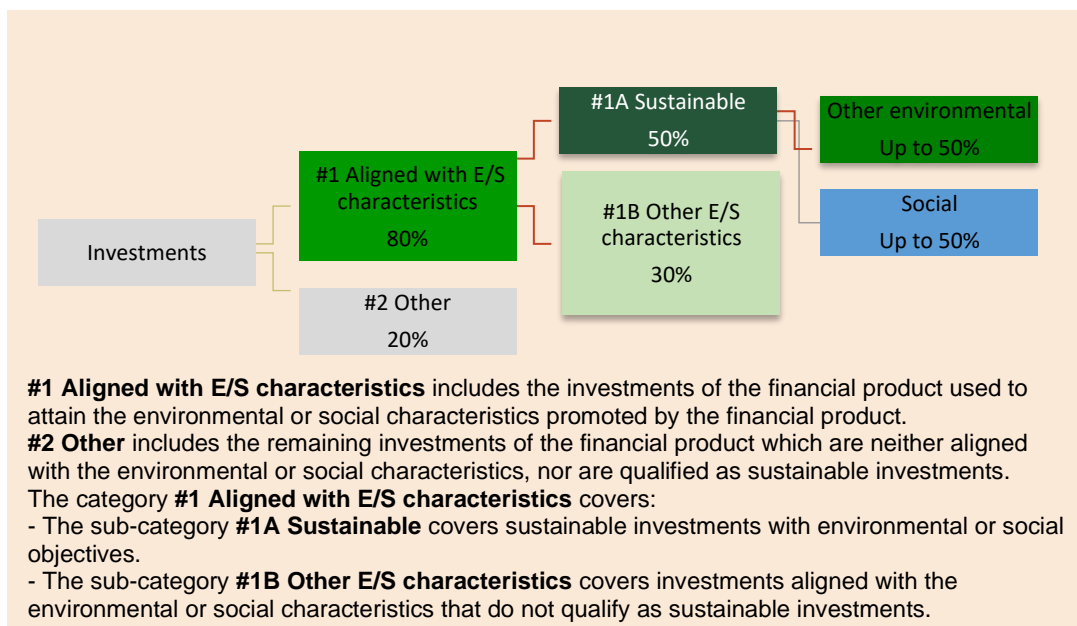 #1A Sustainable
50%
Other environmental
Up to 50%
#1 Aligned with E/S
characteristics
80%
#1B Other E/S
characteristics
30%
Social
Up to 50%
Investments
#2 Other
20%
#1 Aligned with E/S characteristics includes the investments of the financial product used to
attain the environmental or social characteristics promoted by the financial product.
#2 Other includes the remaining investments of the financial product which are neither aligned
with the environmental or social characteristics, nor are qualified as sustainable investments.
The category #1 Aligned with E/S characteristics covers:
- The sub-category #1A Sustainable covers sustainable investments with environmental or social
objectives.
- The sub-category #1B Other E/S characteristics covers investments aligned with the
environmental or social characteristics that do not qualify as sustainable investments.